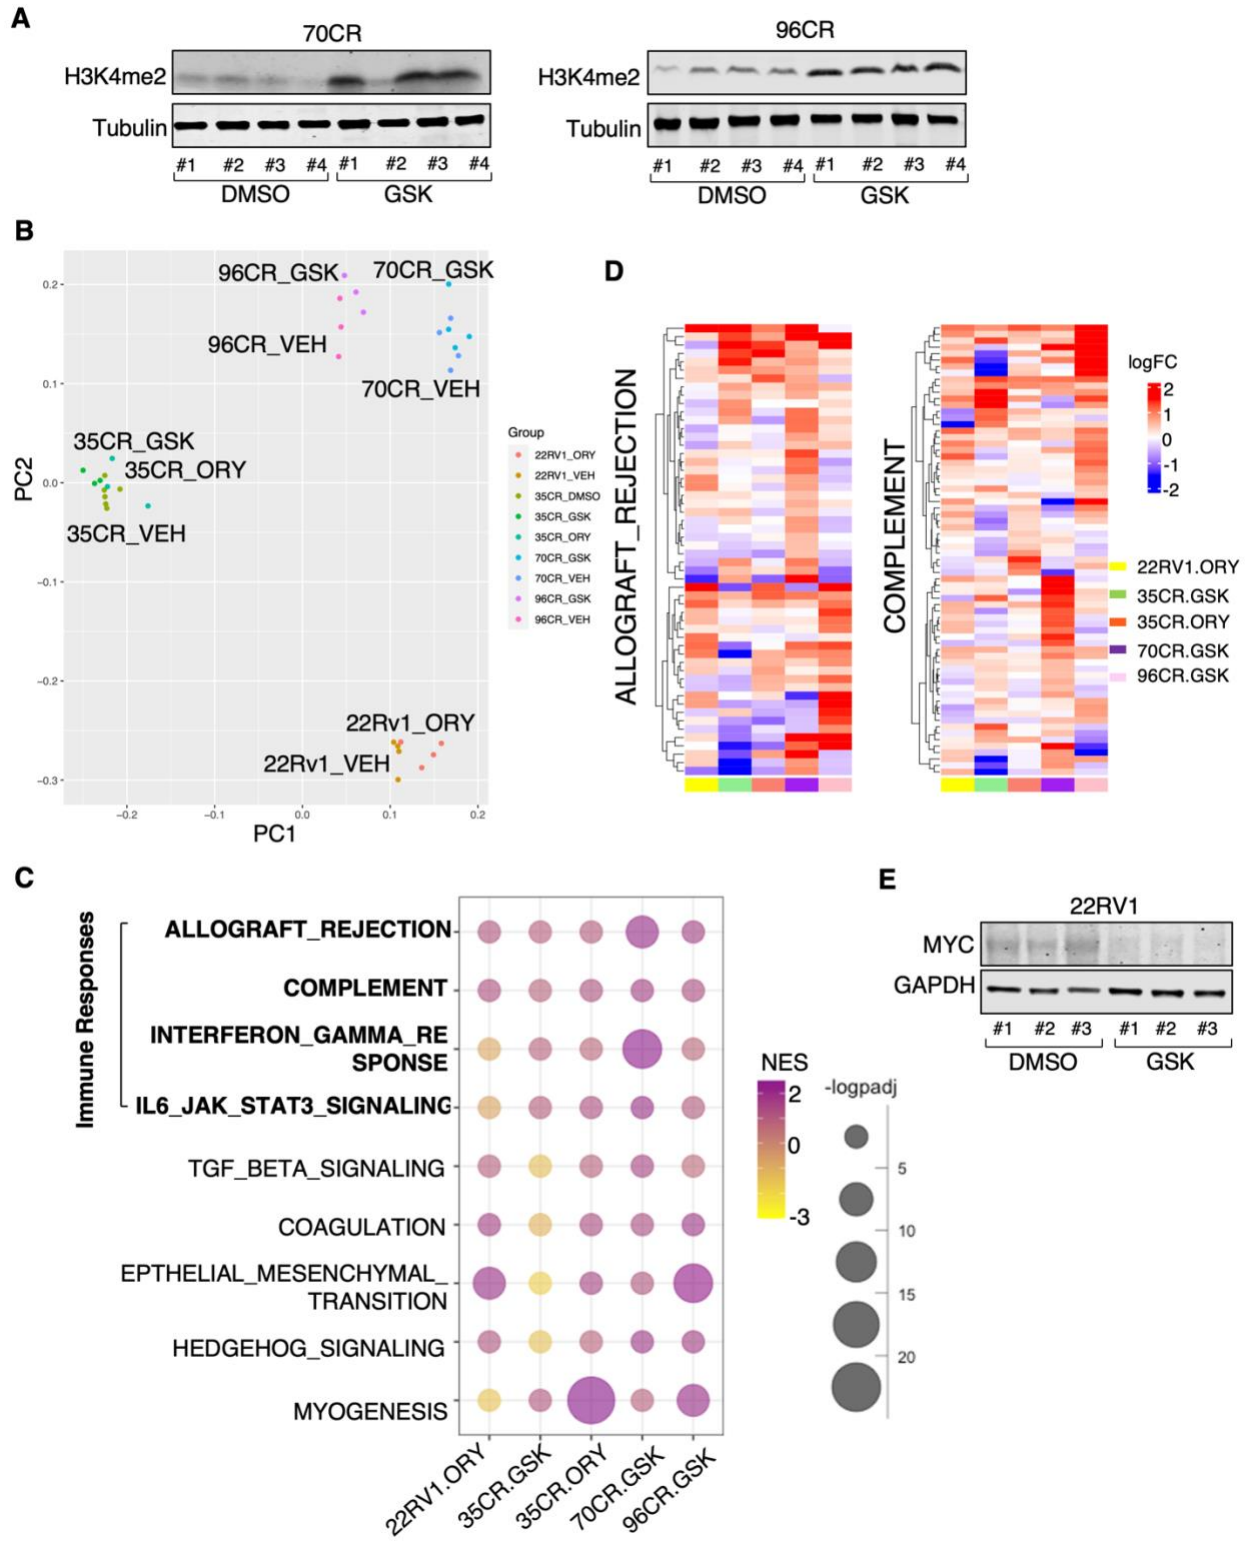 A
70CR
H3K4me2
Tubulin
#1 #2 #3 #4 #1 #2 #3 #4
DMSO GSK
96CR
H3K4me2
Tubulin
#1 #2 #3 #4 #1 #2 #3 #4
DMSO GSK
B
PC2
0.2
0.1
0.0
−0.1
−0.2
−0.3
96CR_GSK
70CR_GSK
96CR_VEH
70CR_VEH
35CR_GSK
35CR_ORY
35CR_VEH
22Rv1_ORY
22Rv1_VEH
−0.2 −0.1 0.0 0.1 0.2
PC1
Group
22RV1_ORY
22RV1_VEH
35CR_DMSO
35CR_GSK
35CR_ORY
70CR_GSK
70CR_VEH
96CR_GSK
96CR_VEH
D
ALLOGRAFT_REJECTION
COMPLEMENT
logFC
2
1
0
-1
-2
22RV1.ORY
35CR.GSK
35CR.ORY
70CR.GSK
96CR.GSK
C
Immune Responses
ALLOGRAFT_REJECTION
COMPLEMENT
INTERFERON_GAMMA_RE
SPONSE
IL6_JAK_STAT3_SIGNALING
TGF_BETA_SIGNALING
COAGULATION
EPTHELIAL_MESENCHYMAL_
TRANSITION
HEDGEHOG_SIGNALING
MYOGENESIS
22RV1.ORY
35CR.GSK
35CR.ORY
70CR.GSK
96CR.GSK
NES
2
0
-3
-logpadj
5
10
15
20
E
22RV1
MYC
GAPDH
#1 #2 #3 #1 #2 #3
DMSO GSK